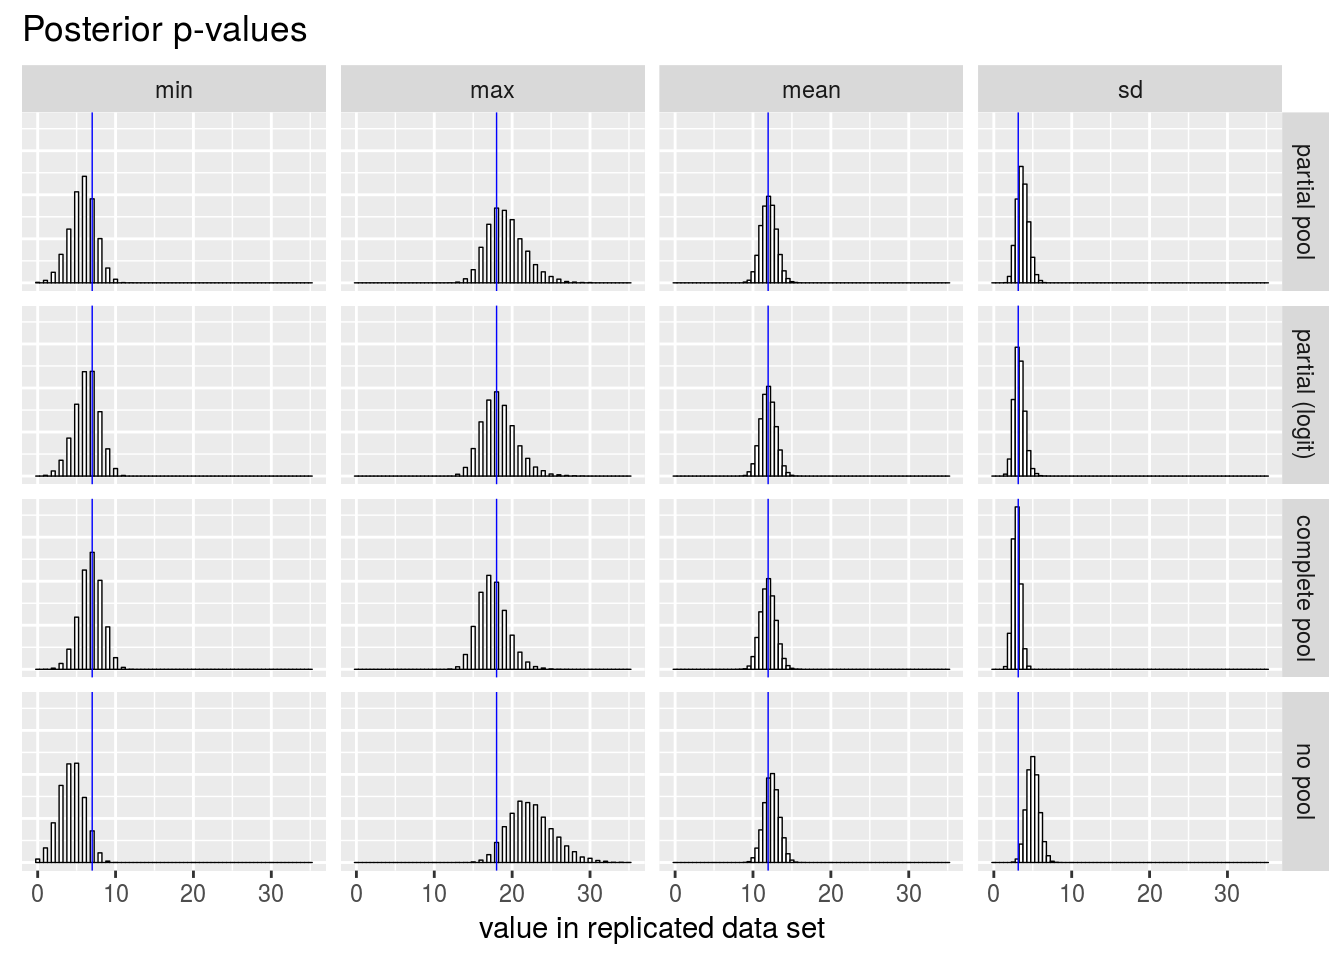 Posterior p-values
min max mean sd
partial pool
partial (logit)
complete pool
no pool
0 10 20 30 0 10 20 30 0 10 20 30 0 10 20 30
value in replicated data set